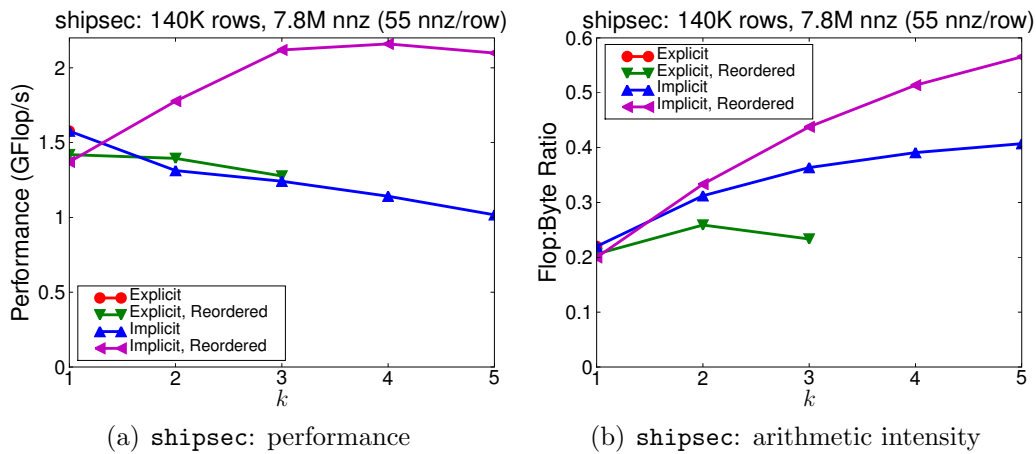 shipsec: 140K rows, 7.8M nnz (55 nnz/row)
Performance (GFlop/s)
2
1.5
1
0.5
0
Explicit
Explicit, Reordered
Implicit
Implicit, Reordered
1 2 3 4 5
k
(a) shipsec: performance
shipsec: 140K rows, 7.8M nnz (55 nnz/row)
Flop:Byte Ratio
0.6
0.5
0.4
0.3
0.2
0.1
0
Explicit
Explicit, Reordered
Implicit
Implicit, Reordered
1 2 3 4 5
k
(b) shipsec: arithmetic intensity